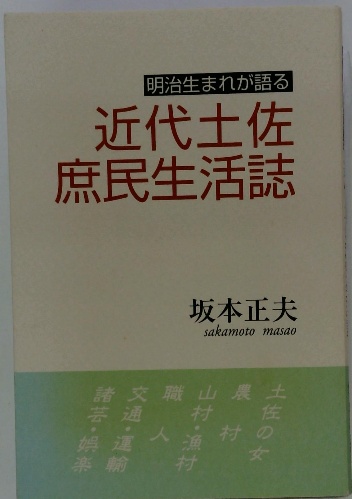 明治生まれが語る
近代土佐
庶民生活誌
坂本正夫
sakamoto masao
土佐の女
農村
山村・漁村
職人
交通・運輸
諸芸・娯楽